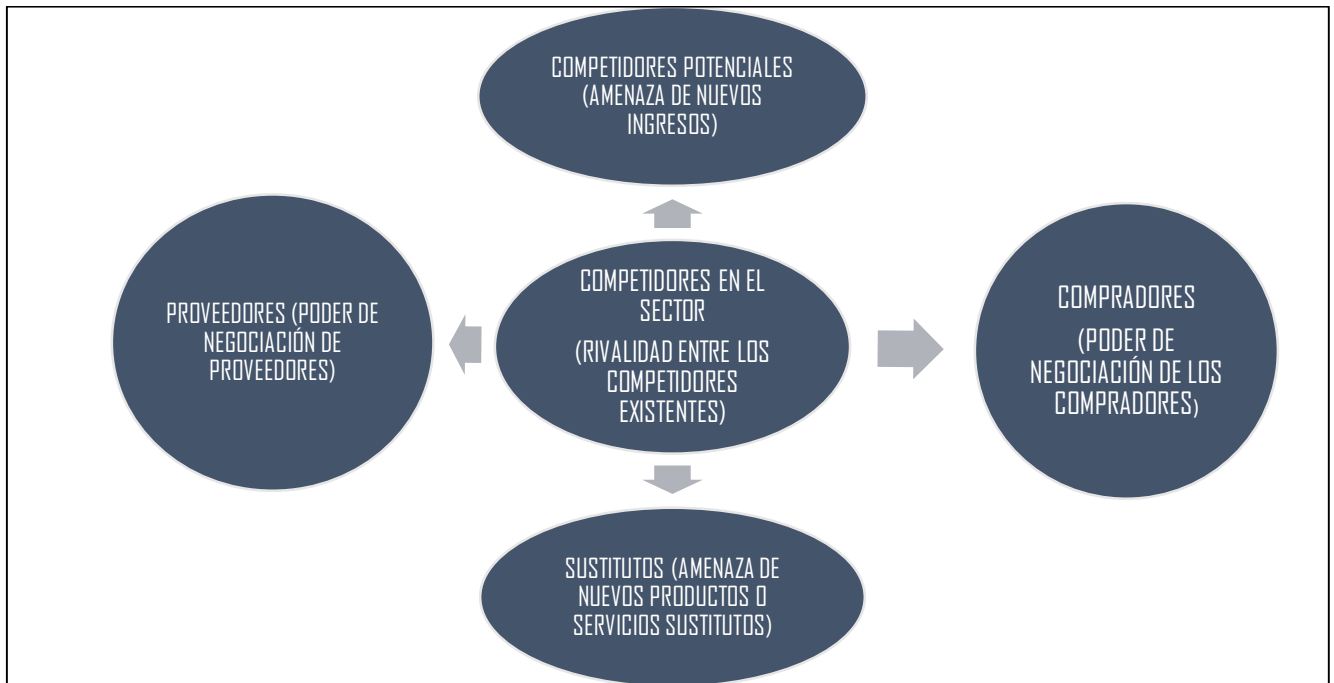 COMPETIDORES POTENCIALES
(AMENAZA DE NUEVOS
INGRESOS)
PROVEEDORES (PODER DE
NEGOCIACIÓN DE
PROVEEDORES)
COMPETIDORES EN EL
SECTOR
(RIVALIDAD ENTRE LOS
COMPETIDORES
EXISTENTES)
COMPRADORES
(PODER DE
NEGOCIACIÓN DE LOS
COMPRADORES)
SUSTITUTOS (AMENAZA DE
NUEVOS PRODUCTOS O
SERVICIOS SUSTITUTOS)